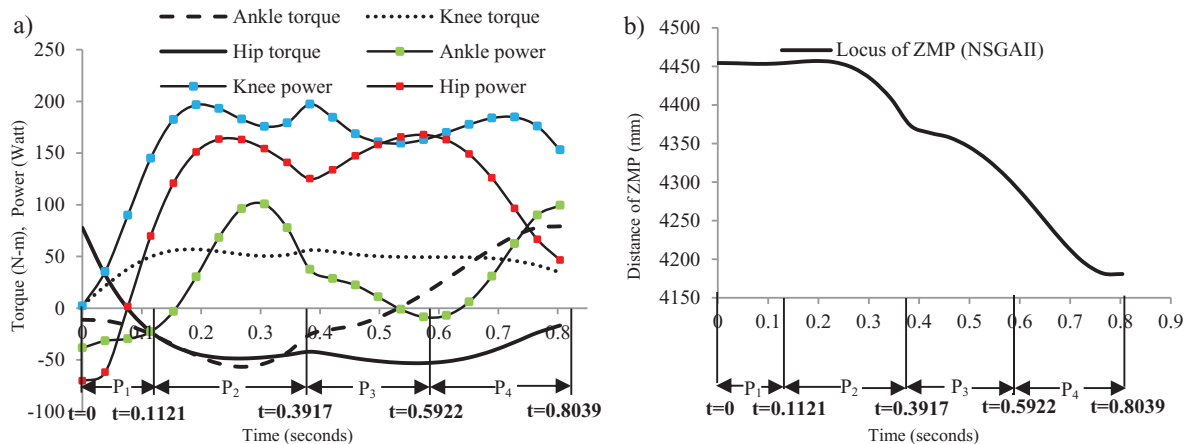 a)
Ankle torque
Knee torque
Hip torque
Ankle power
Knee power
Hip power
Torque (N-m), Power (Watt)
250
200
150
100
50
0
-50
-100
0 0.1 0.2 0.3 0.4 0.5 0.6 0.7 0.8
P1 P2 P3 P4
t=0 t=0.1121 t=0.3917 t=0.5922 t=0.8039
Time (seconds)
b)
Locus of ZMP (NSGAII)
Distance of ZMP (mm)
4450
4400
4350
4300
4250
4200
4150
0 0.1 0.2 0.3 0.4 0.5 0.6 0.7 0.8 0.9
P1 P2 P3 P4
t=0 t=0.1121 t=0.3917 t=0.5922 t=0.8039
Time (seconds)